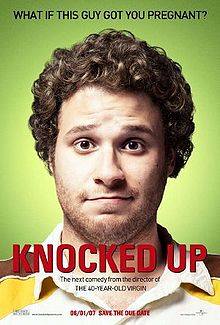 WHAT IF THIS GUY GOT YOU PREGNANT?
KNOCKED UP
The next comedy from the director of
THE 40-YEAR-OLD VIRGIN
06/01/07 SAVE THE DUE DATE